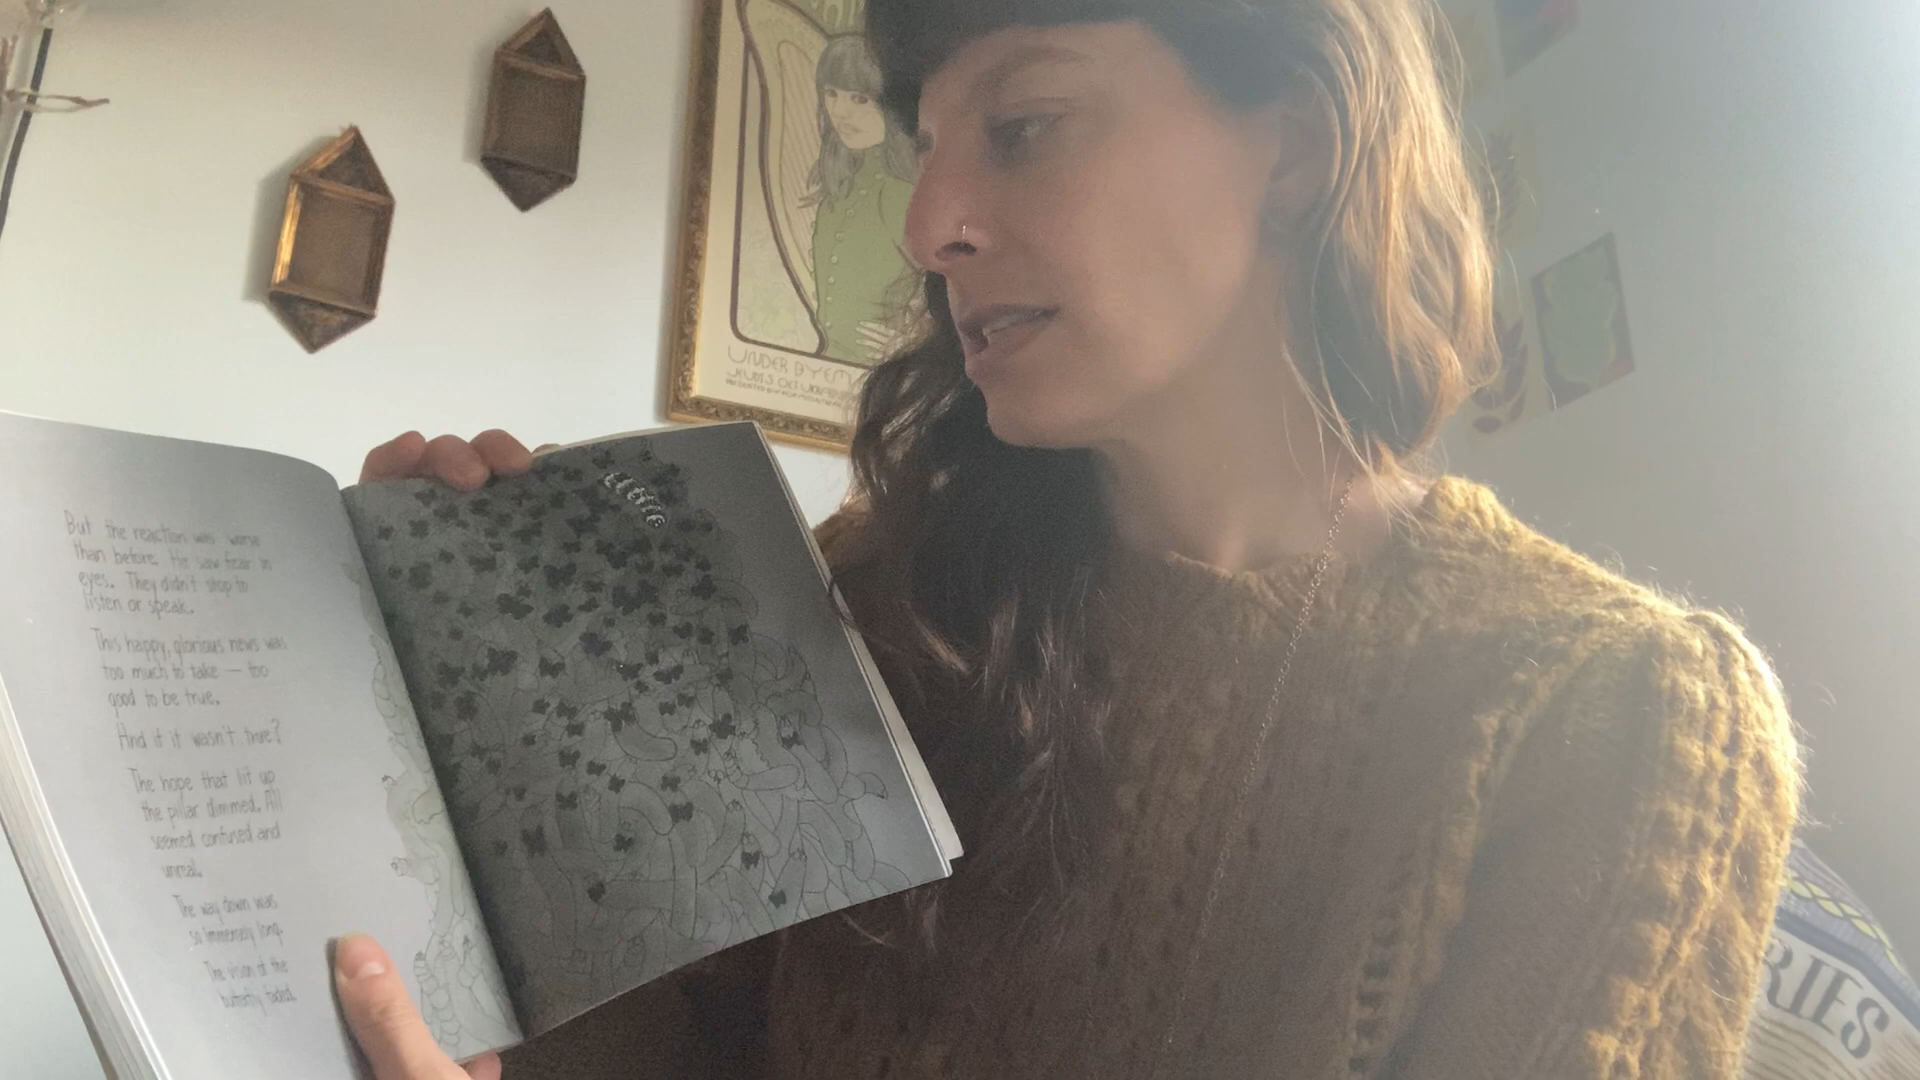 But the reaction was worse
than before. He saw fear in
eyes. They didn't stop to
listen or speak.
This happy, glorious news was
too much to take — too
good to be true.
And if it wasn't true?
The hope that lit up
the pillar dimmed. All
seemed confused and
unreal.
The way down was
so immensely long.
The vision of the
butterfly faded.
UNDER BYEN
RIES